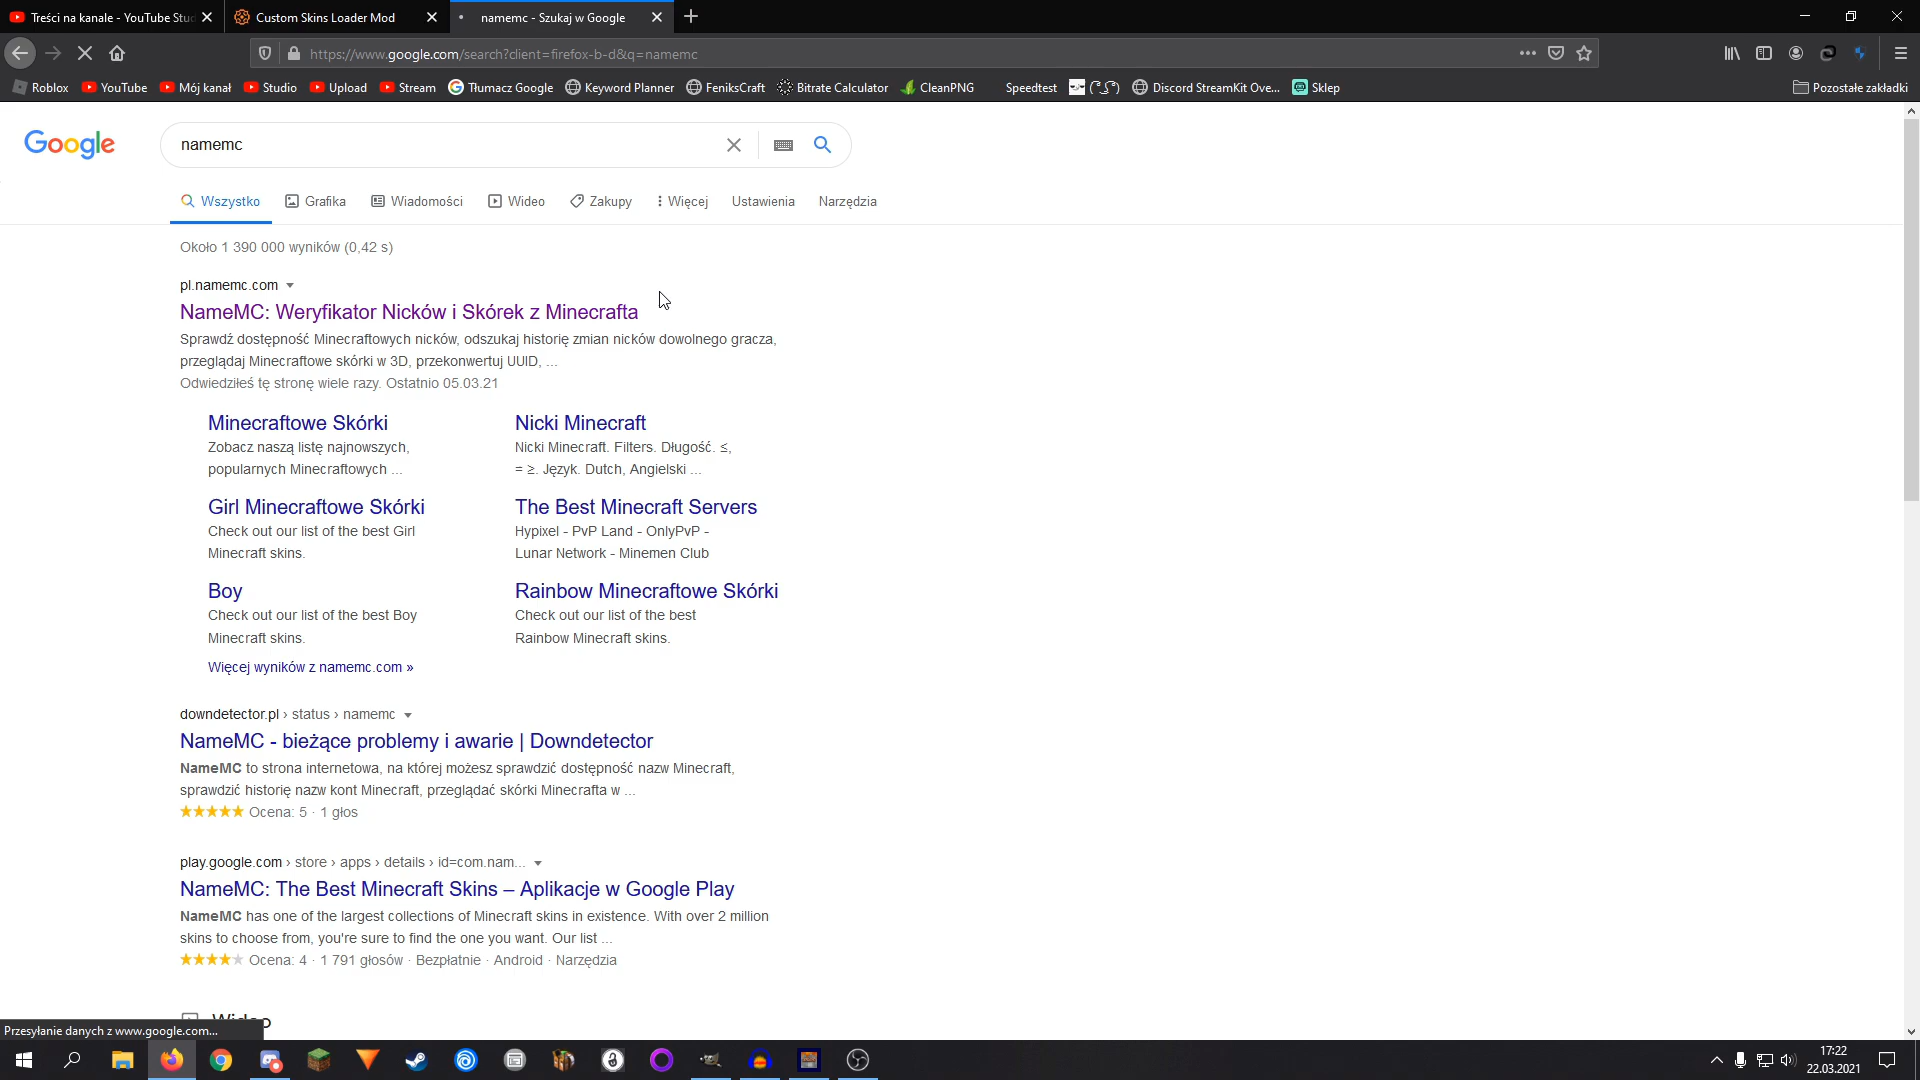 Treści na kanale - YouTube Stu
Custom Skins Loader Mod
namemc - Szukaj w Google
https://www.google.com/search?client=firefox-b-d&q=namemc
Roblox
YouTube
Mój kanał
Studio
Upload
Stream
Tłumacz Google
Keyword Planner
FeniksCraft
Bitrate Calculator
CleanPNG
Speedtest
Discord StreamKit Ove...
Sklep
Pozostałe zakładki
Google
namemc
Wszystko
Grafika
Wiadomości
Wideo
Zakupy
Więcej
Ustawienia
Narzędzia
Około 1 390 000 wyników (0,42 s)
pl.namemc.com
NameMC: Weryfikator Nicków i Skórek z Minecrafta
Sprawdź dostępność Minecraftowych nicków, odszukaj historię zmian nicków dowolnego gracza,
przeglądaj Minecraftowe skórki w 3D, przekonwertuj UUID, ...
Odwiedziłeś tę stronę wiele razy. Ostatnio 05.03.21
Minecraftowe Skórki
Zobacz naszą listę najnowszych,
popularnych Minecraftowych ...
Nicki Minecraft
Nicki Minecraft. Filters. Długość. ≤,
= ≥. Język. Dutch, Angielski ...
Girl Minecraftowe Skórki
Check out our list of the best Girl
Minecraft skins.
The Best Minecraft Servers
Hypixel - PvP Land - OnlyPvP -
Lunar Network - Minemen Club
Boy
Check out our list of the best Boy
Minecraft skins.
Rainbow Minecraftowe Skórki
Check out our list of the best
Rainbow Minecraft skins.
Więcej wyników z namemc.com »
downdetector.pl › status › namemc
NameMC - bieżące problemy i awarie | Downdetector
NameMC to strona internetowa, na której możesz sprawdzić dostępność nazw Minecraft,
sprawdzić historię nazw kont Minecraft, przeglądać skórki Minecrafta w ...
Ocena: 5 · 1 głos
play.google.com › store › apps › details › id=com.nam...
NameMC: The Best Minecraft Skins – Aplikacje w Google Play
NameMC has one of the largest collections of Minecraft skins in existence. With over 2 million
skins to choose from, you're sure to find the one you want. Our list ...
Ocena: 4 · 1 791 głosów · Bezpłatnie · Android · Narzędzia
Wideo
Przesyłanie danych z www.google.com...
17:22
22.03.2021